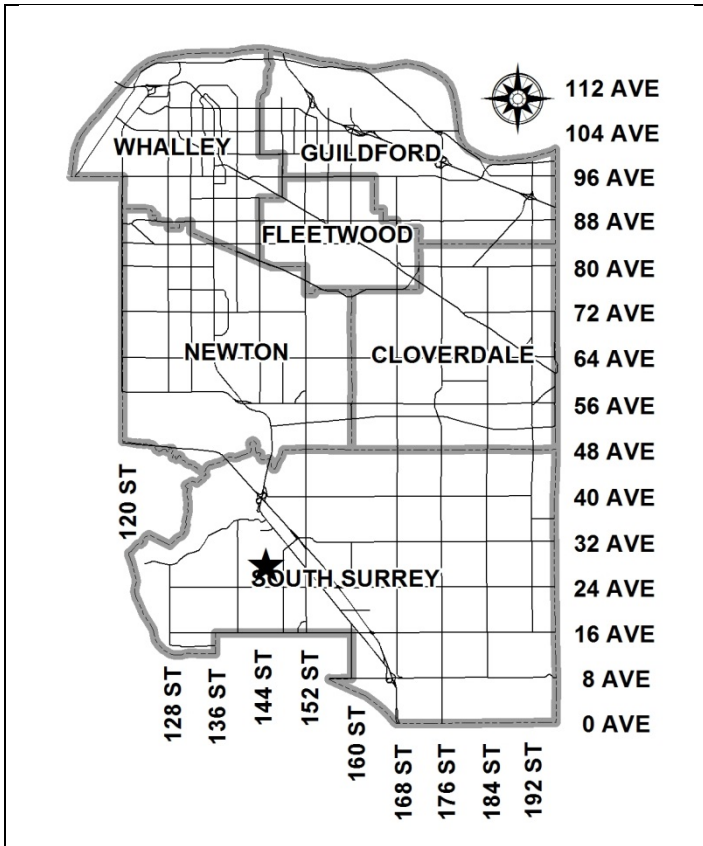 112 AVE
104 AVE
WHALLEY
GUILDFORD
96 AVE
88 AVE
FLEETWOOD
80 AVE
72 AVE
NEWTON
CLOVERDALE
64 AVE
56 AVE
48 AVE
120 ST
40 AVE
32 AVE
SOUTH SURREY
24 AVE
16 AVE
8 AVE
0 AVE
128 ST
136 ST
144 ST
152 ST
160 ST
168 ST
176 ST
184 ST
192 ST